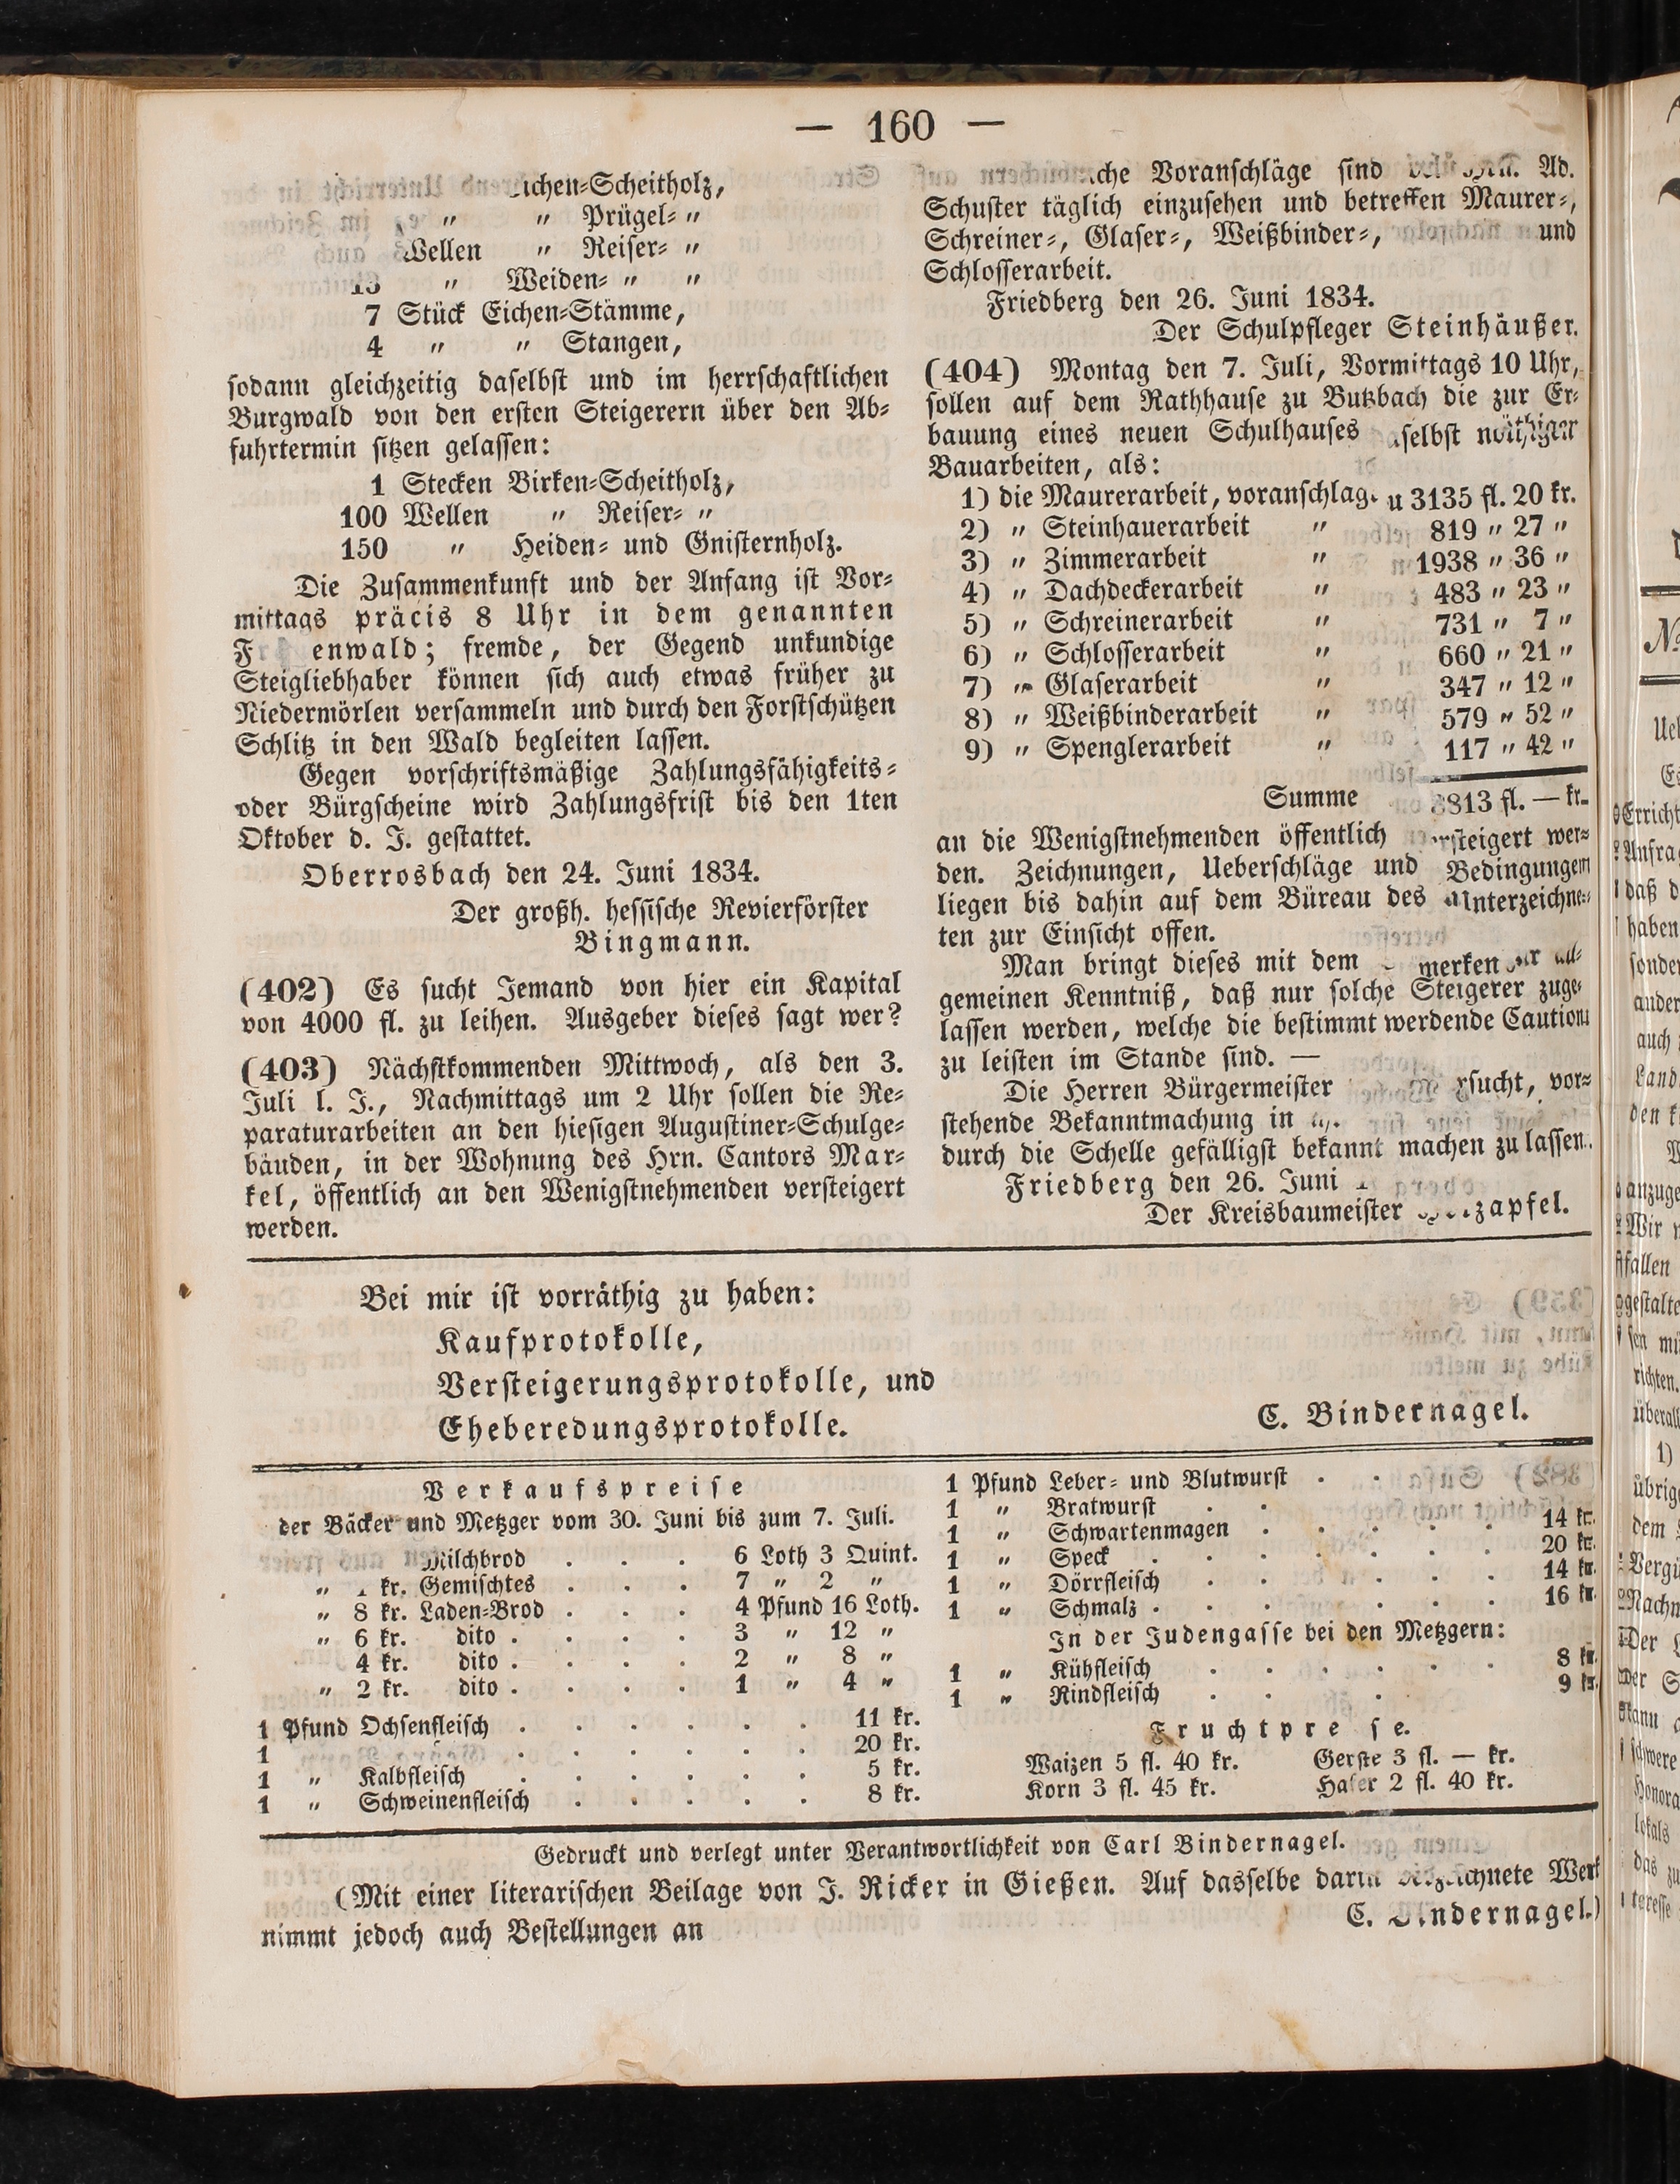 — 160 —
Scheitholz,
" " Prügel= "
Wellen " Reiser= "
" Weiden= " "
7 Stück Eichen=Stämme,
4 " " Stangen,
sodann gleichzeitig daselbst und im herrschaftlichen
Burgwald von den ersten Steigerern über den Ab=
fuhrtermin sitzen gelassen:
1 Stecken Birken=Scheitholz,
100 Wellen " Reiser= "
150 " Heiden= und Gnisternholz.
Die Zusammenkunft und der Anfang ist Vor=
mittags präcis 8 Uhr in dem genannten
enwald; fremde, der Gegend unkundige
Steigliebhaber können sich auch etwas früher zu
Niedermörlen versammeln und durch den Forstschützen
Schlitz in den Wald begleiten lassen.
Gegen vorschriftsmäßige Zahlungsfähigkeits=
oder Bürgscheine wird Zahlungsfrist bis den 1ten
Oktober d. J. gestattet.
Oberrosbach den 24. Juni 1834.
Der großh. hessische Revierförster
Bingmann.
(402) Es sucht Jemand von hier ein Kapital
von 4000 fl. zu leihen. Ausgeber dieses sagt wer?
(403) Nächstkommenden Mittwoch, als den 3.
Juli l. J., Nachmittags um 2 Uhr sollen die Re=
paraturarbeiten an den hiesigen Augustiner=Schulge=
bäuden, in der Wohnung des Hrn. Cantors Mar=
kel, öffentlich an den Wenigstnehmenden versteigert
werden.
Voranschläge sind Ad.
Schuster täglich einzusehen und betreffen Maurer=,
Schreiner=, Glaser=, Weißbinder=, und
Schlosserarbeit.
Friedberg den 26. Juni 1834.
Der Schulpfleger Steinhäußer.
(404) Montag den 7. Juli, Vormittags 10 Uhr,
sollen auf dem Rathhause zu Butzbach die zur Er=
bauung eines neuen Schulhauses daselbst nöthigen
Bauarbeiten, als:
1) die Maurerarbeit, voranschlag. 3135 fl. 20 kr.
2) " Steinhauerarbeit " 819 " 27 "
3) " Zimmerarbeit " 1938 " 36 "
4) " Dachdeckerarbeit " 483 " 23 "
5) " Schreinerarbeit " 731 " 7 "
6) " Schlosserarbeit " 660 " 21 "
7) " Glaserarbeit " 347 " 12 "
8) " Weißbinderarbeit " 579 " 52 "
9) " Spenglerarbeit " 117 " 42 "
Summe 8813 fl. — kr.
an die Wenigstnehmenden öffentlich versteigert wer=
den. Zeichnungen, Ueberschläge und Bedingungen
liegen bis dahin auf dem Büreau des Unterzeichne=
ten zur Einsicht offen.
Man bringt dieses mit dem
gemeinen Kenntniß, daß nur solche Steigerer zuge=
lassen werden, welche die bestimmt werdende Caution
zu leisten im Stande sind. —
Die Herren Bürgermeister vor=
stehende Bekanntmachung in
durch die Schelle gefälligst bekannt machen zu lassen.
Friedberg den 26. Juni
Der Kreisbaumeister
Bei mir ist vorräthig zu haben:
Kaufprotokolle,
Versteigerungsprotokolle, und
Eheberedungsprotokolle.
C. Bindernagel.
Verkaufspreise
der Bäcker und Metzger vom 30. Juni bis zum 7. Juli.
Milchbrod . . . 6 Loth 3 Quint.
" kr. Gemischtes . . . 7 " 2 "
" 8 kr. Laden=Brod . . . 4 Pfund 16 Loth.
" 6 kr. dito . . . . 3 " 12 "
4 kr. dito . . . . 2 " 8 "
" 2 kr. dito . . . . 1 " 4 "
1 Pfund Ochsenfleisch . . . . . . 11 kr.
1 . . . . . . 20 kr.
1 " Kalbfleisch . . . . . . 5 kr.
1 " Schweinenfleisch . . . . . 8 kr.
1 Pfund Leber= und Blutwurst . .
1 " Bratwurst . .
1 " Schwartenmagen . . . . . 14 kr.
1 " Speck . . . . . . . 20 kr.
1 " Dörrfleisch . . . . . . 14 kr.
1 " Schmalz . . . . . . . 16 kr.
In der Judengasse bei den Metzgern:
1 " Kühfleisch . . . . . . 8 kr.
1 " Rindfleisch . . . . 9 kr.
Fruchtpreise.
Waizen 5 fl. 40 kr. Gerste 3 fl. — kr.
Korn 3 fl. 45 kr. Hafer 2 fl. 40 kr.
Gedruckt und verlegt unter Verantwortlichkeit von Carl Bindernagel.
(Mit einer literarischen Beilage von J. Ricker in Gießen. Auf dasselbe darin Werk
nimmt jedoch auch Bestellungen an C. Bindernagel.)